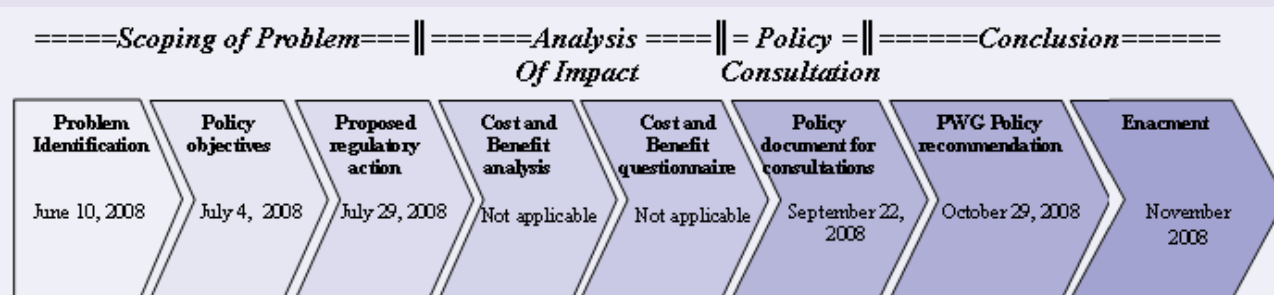 =====Scoping of Problem===‖======Analysis ====‖= Policy =‖======Conclusion======
Of Impact Consultation
Problem Identification
June 10, 2008
Policy objectives
July 4, 2008
Proposed regulatory action
July 29, 2008
Cost and Benefit analysis
Not applicable
Cost and Benefit questionnaire
Not applicable
Policy document for consultations
September 22, 2008
PWG Policy recommendation
October 29, 2008
Enacment
November 2008